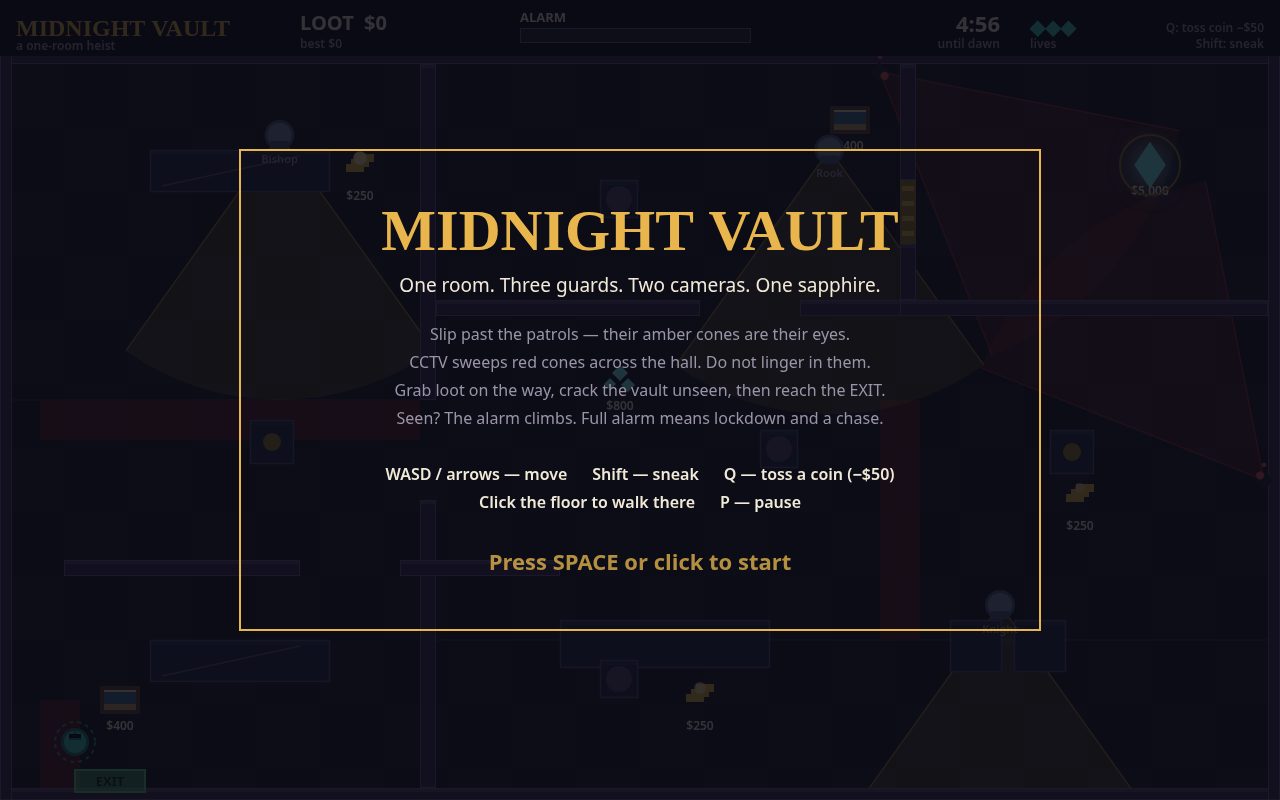 MIDNIGHT VAULT
a one-room heist
LOOT $0
best $0
ALARM
4:56
until dawn
lives
Q: toss coin −$50
Shift: sneak
Bishop
$250
400
Rook
$5,000
MIDNIGHT VAULT
One room. Three guards. Two cameras. One sapphire.
Slip past the patrols — their amber cones are their eyes.
CCTV sweeps red cones across the hall. Do not linger in them.
Grab loot on the way, crack the vault unseen, then reach the EXIT.
$800
Seen? The alarm climbs. Full alarm means lockdown and a chase.
WASD / arrows — move Shift — sneak Q — toss a coin (−$50)
Click the floor to walk there P — pause
$250
Press SPACE or click to start
Knight
$400
$250
EXIT